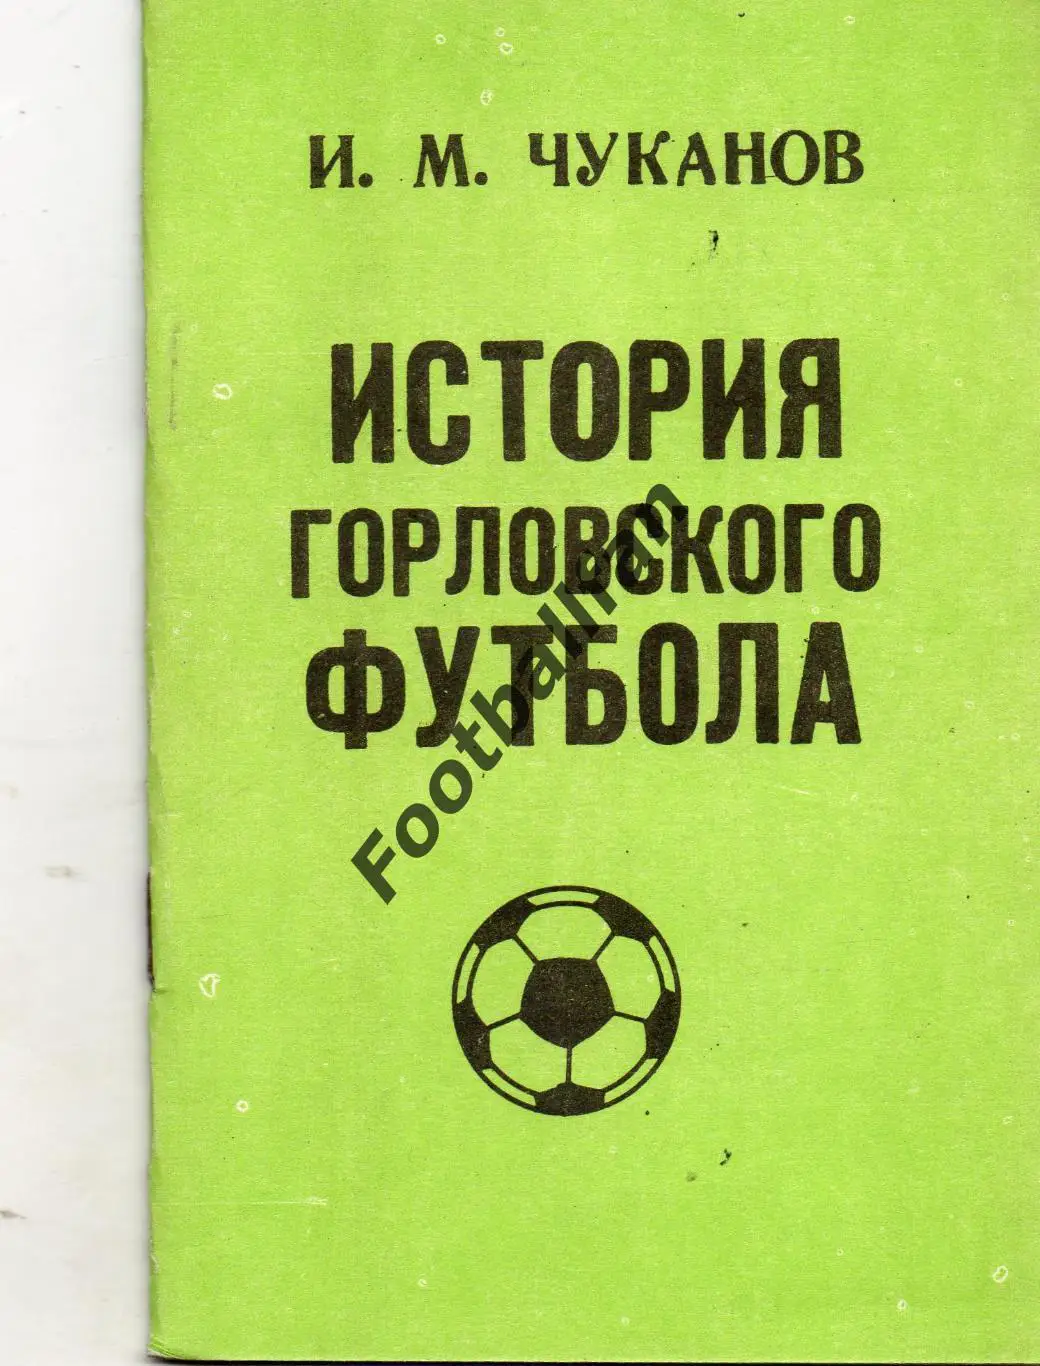 И. М. ЧУКАНОВ
ИСТОРИЯ
ГОРЛОВСКОГО
ФУТБОЛА
Footballfan